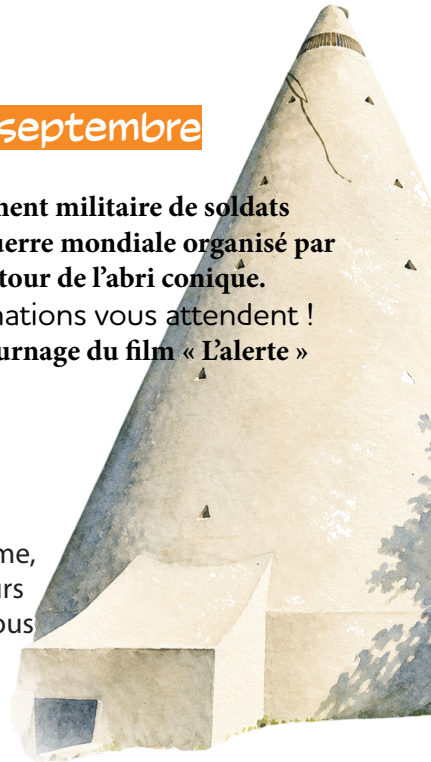 septembre
ment militaire de soldats
uerre mondiale organisé par
tour de l’abri conique.
nations vous attendent !
urnage du film « L’alerte »
me,
urs
ous